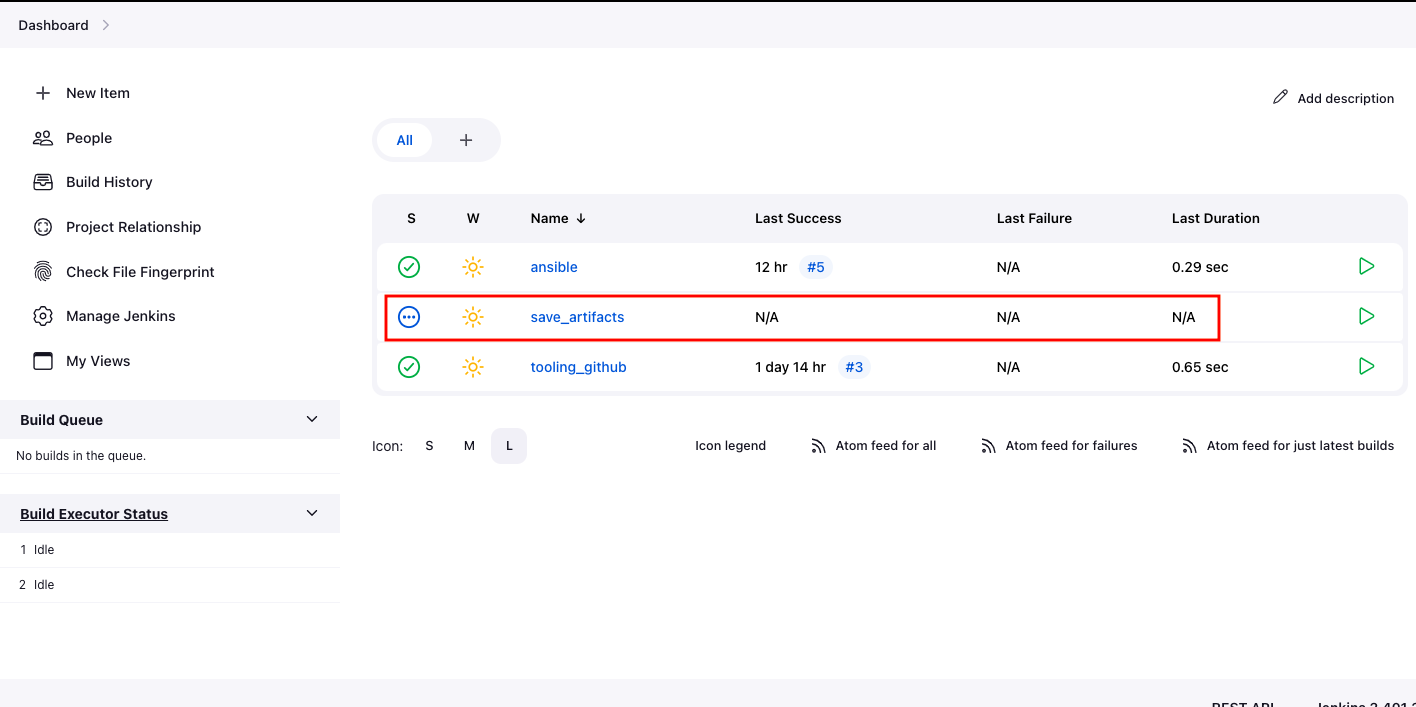 Dashboard
New Item
People
Build History
Project Relationship
Check File Fingerprint
Manage Jenkins
My Views
Build Queue
No builds in the queue.
Build Executor Status
1 Idle
2 Idle
Add description
All
S W Name ↓ Last Success Last Failure Last Duration
ansible 12 hr #5 N/A 0.29 sec
save_artifacts N/A N/A N/A
tooling_github 1 day 14 hr #3 N/A 0.65 sec
Icon: S M L Icon legend Atom feed for all Atom feed for failures Atom feed for just latest builds
REST API